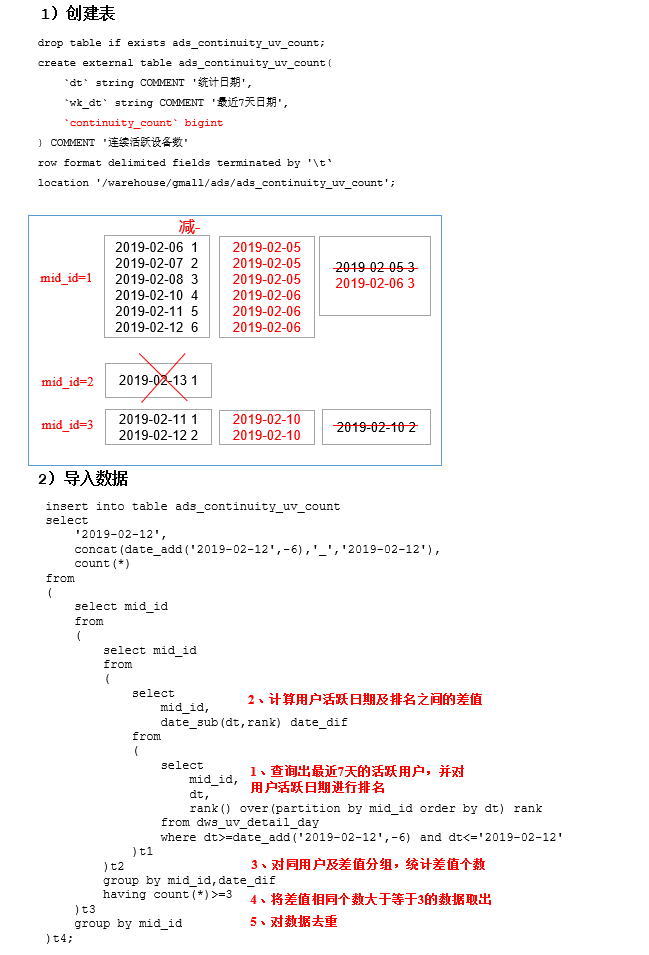 1）创建表
drop table if exists ads_continuity_uv_count;
create external table ads_continuity_uv_count(
`dt` string COMMENT '统计日期',
`wk_dt` string COMMENT '最近7天日期',
`continuity_count` bigint
) COMMENT '连续活跃设备数'
row format delimited fields terminated by '\t'
location '/warehouse/gmall/ads/ads_continuity_uv_count';
减-
mid_id=1
2019-02-06 1
2019-02-07 2
2019-02-08 3
2019-02-10 4
2019-02-11 5
2019-02-12 6
2019-02-05
2019-02-05
2019-02-05
2019-02-06
2019-02-06
2019-02-06
2019-02-05 3
2019-02-06 3
mid_id=2
2019-02-13 1
mid_id=3
2019-02-11 1
2019-02-12 2
2019-02-10
2019-02-10
2019-02-10 2
2）导入数据
insert into table ads_continuity_uv_count
select
'2019-02-12',
concat(date_add('2019-02-12',-6),'_','2019-02-12'),
count(*)
from
(
select mid_id
from
(
select mid_id
from
(
select
2、计算用户活跃日期及排名之间的差值
mid_id,
date_sub(dt,rank) date_dif
from
(
select
1、查询出最近7天的活跃用户，并对
mid_id,
用户活跃日期进行排名
dt,
rank() over(partition by mid_id order by dt) rank
from dws_uv_detail_day
where dt>=date_add('2019-02-12',-6) and dt<='2019-02-12'
)t1
)t2
3、对同用户及差值分组，统计差值个数
group by mid_id,date_dif
having count(*)>=3
4、将差值相同个数大于等于3的数据取出
)t3
group by mid_id
5、对数据去重
)t4;